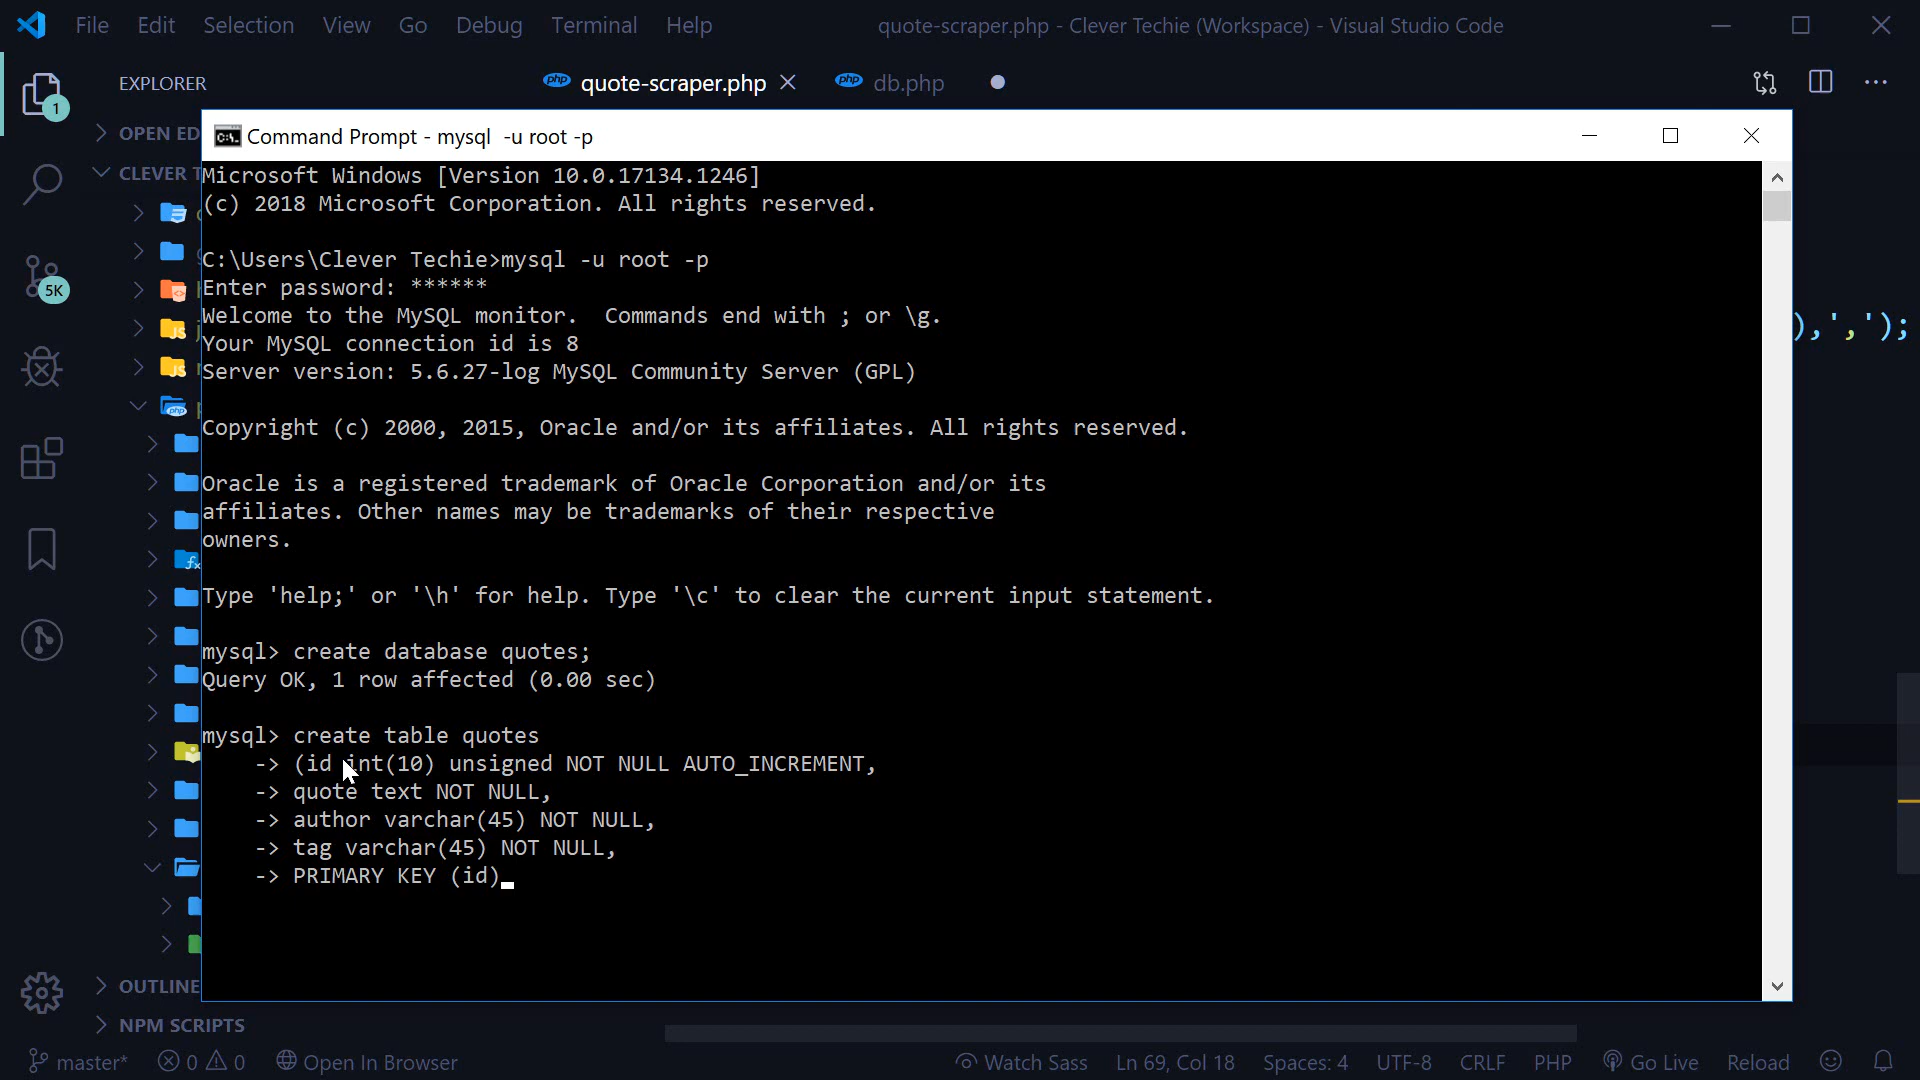 File Edit Selection View Go Debug Terminal Help
quote-scraper.php - Clever Techie (Workspace) - Visual Studio Code
EXPLORER
quote-scraper.php
db.php
1
OPEN ED
CLEVER T
5K
),',');
Command Prompt - mysql -u root -p
Microsoft Windows [Version 10.0.17134.1246]
(c) 2018 Microsoft Corporation. All rights reserved.
C:\Users\Clever Techie>mysql -u root -p
Enter password: ******
Welcome to the MySQL monitor.  Commands end with ; or \g.
Your MySQL connection id is 8
Server version: 5.6.27-log MySQL Community Server (GPL)
Copyright (c) 2000, 2015, Oracle and/or its affiliates. All rights reserved.
Oracle is a registered trademark of Oracle Corporation and/or its
affiliates. Other names may be trademarks of their respective
owners.
Type 'help;' or '\h' for help. Type '\c' to clear the current input statement.
mysql> create database quotes;
Query OK, 1 row affected (0.00 sec)
mysql> create table quotes
-> (id int(10) unsigned NOT NULL AUTO_INCREMENT,
-> quote text NOT NULL,
-> author varchar(45) NOT NULL,
-> tag varchar(45) NOT NULL,
-> PRIMARY KEY (id)
OUTLINE
NPM SCRIPTS
master* 0 0 Open In Browser
Watch Sass Ln 69, Col 18 Spaces: 4 UTF-8 CRLF PHP Go Live Reload